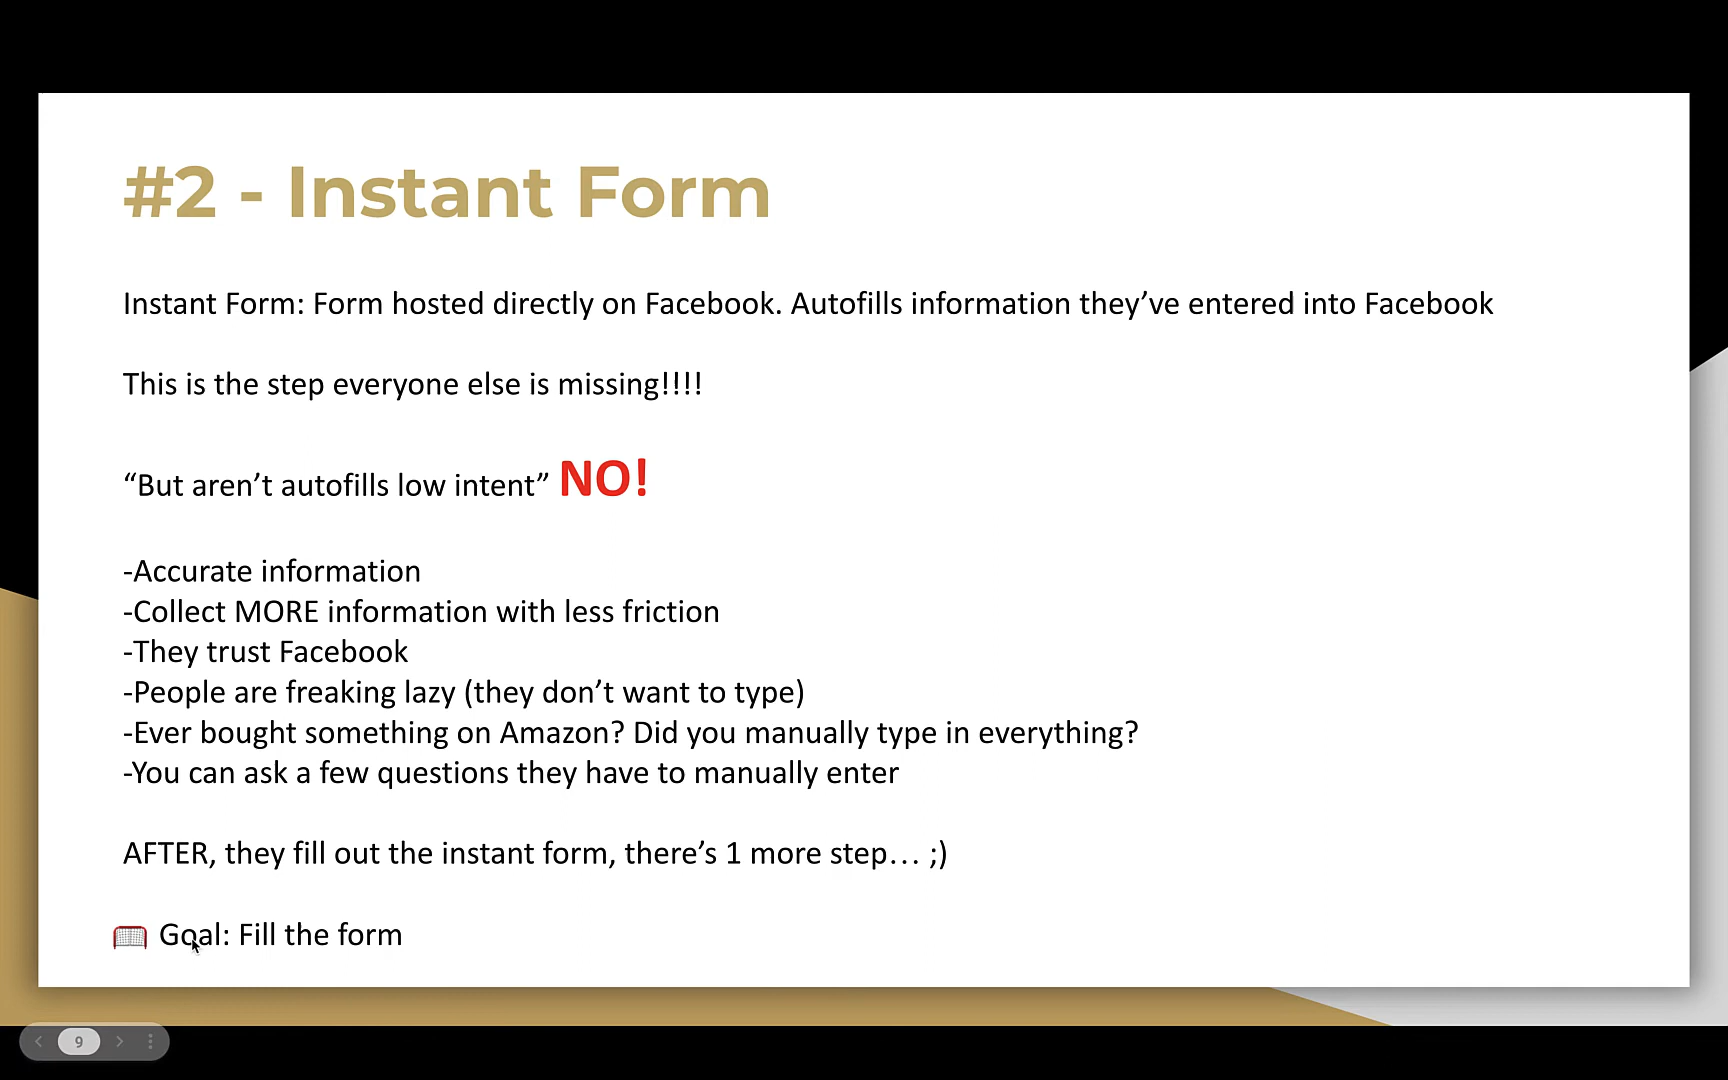 #2 - Instant Form
Instant Form: Form hosted directly on Facebook. Autofills information they’ve entered into Facebook
This is the step everyone else is missing!!!!
“But aren’t autofills low intent” NO!
-Accurate information
-Collect MORE information with less friction
-They trust Facebook
-People are freaking lazy (they don’t want to type)
-Ever bought something on Amazon? Did you manually type in everything?
-You can ask a few questions they have to manually enter
AFTER, they fill out the instant form, there’s 1 more step… ;)
Goal: Fill the form
9